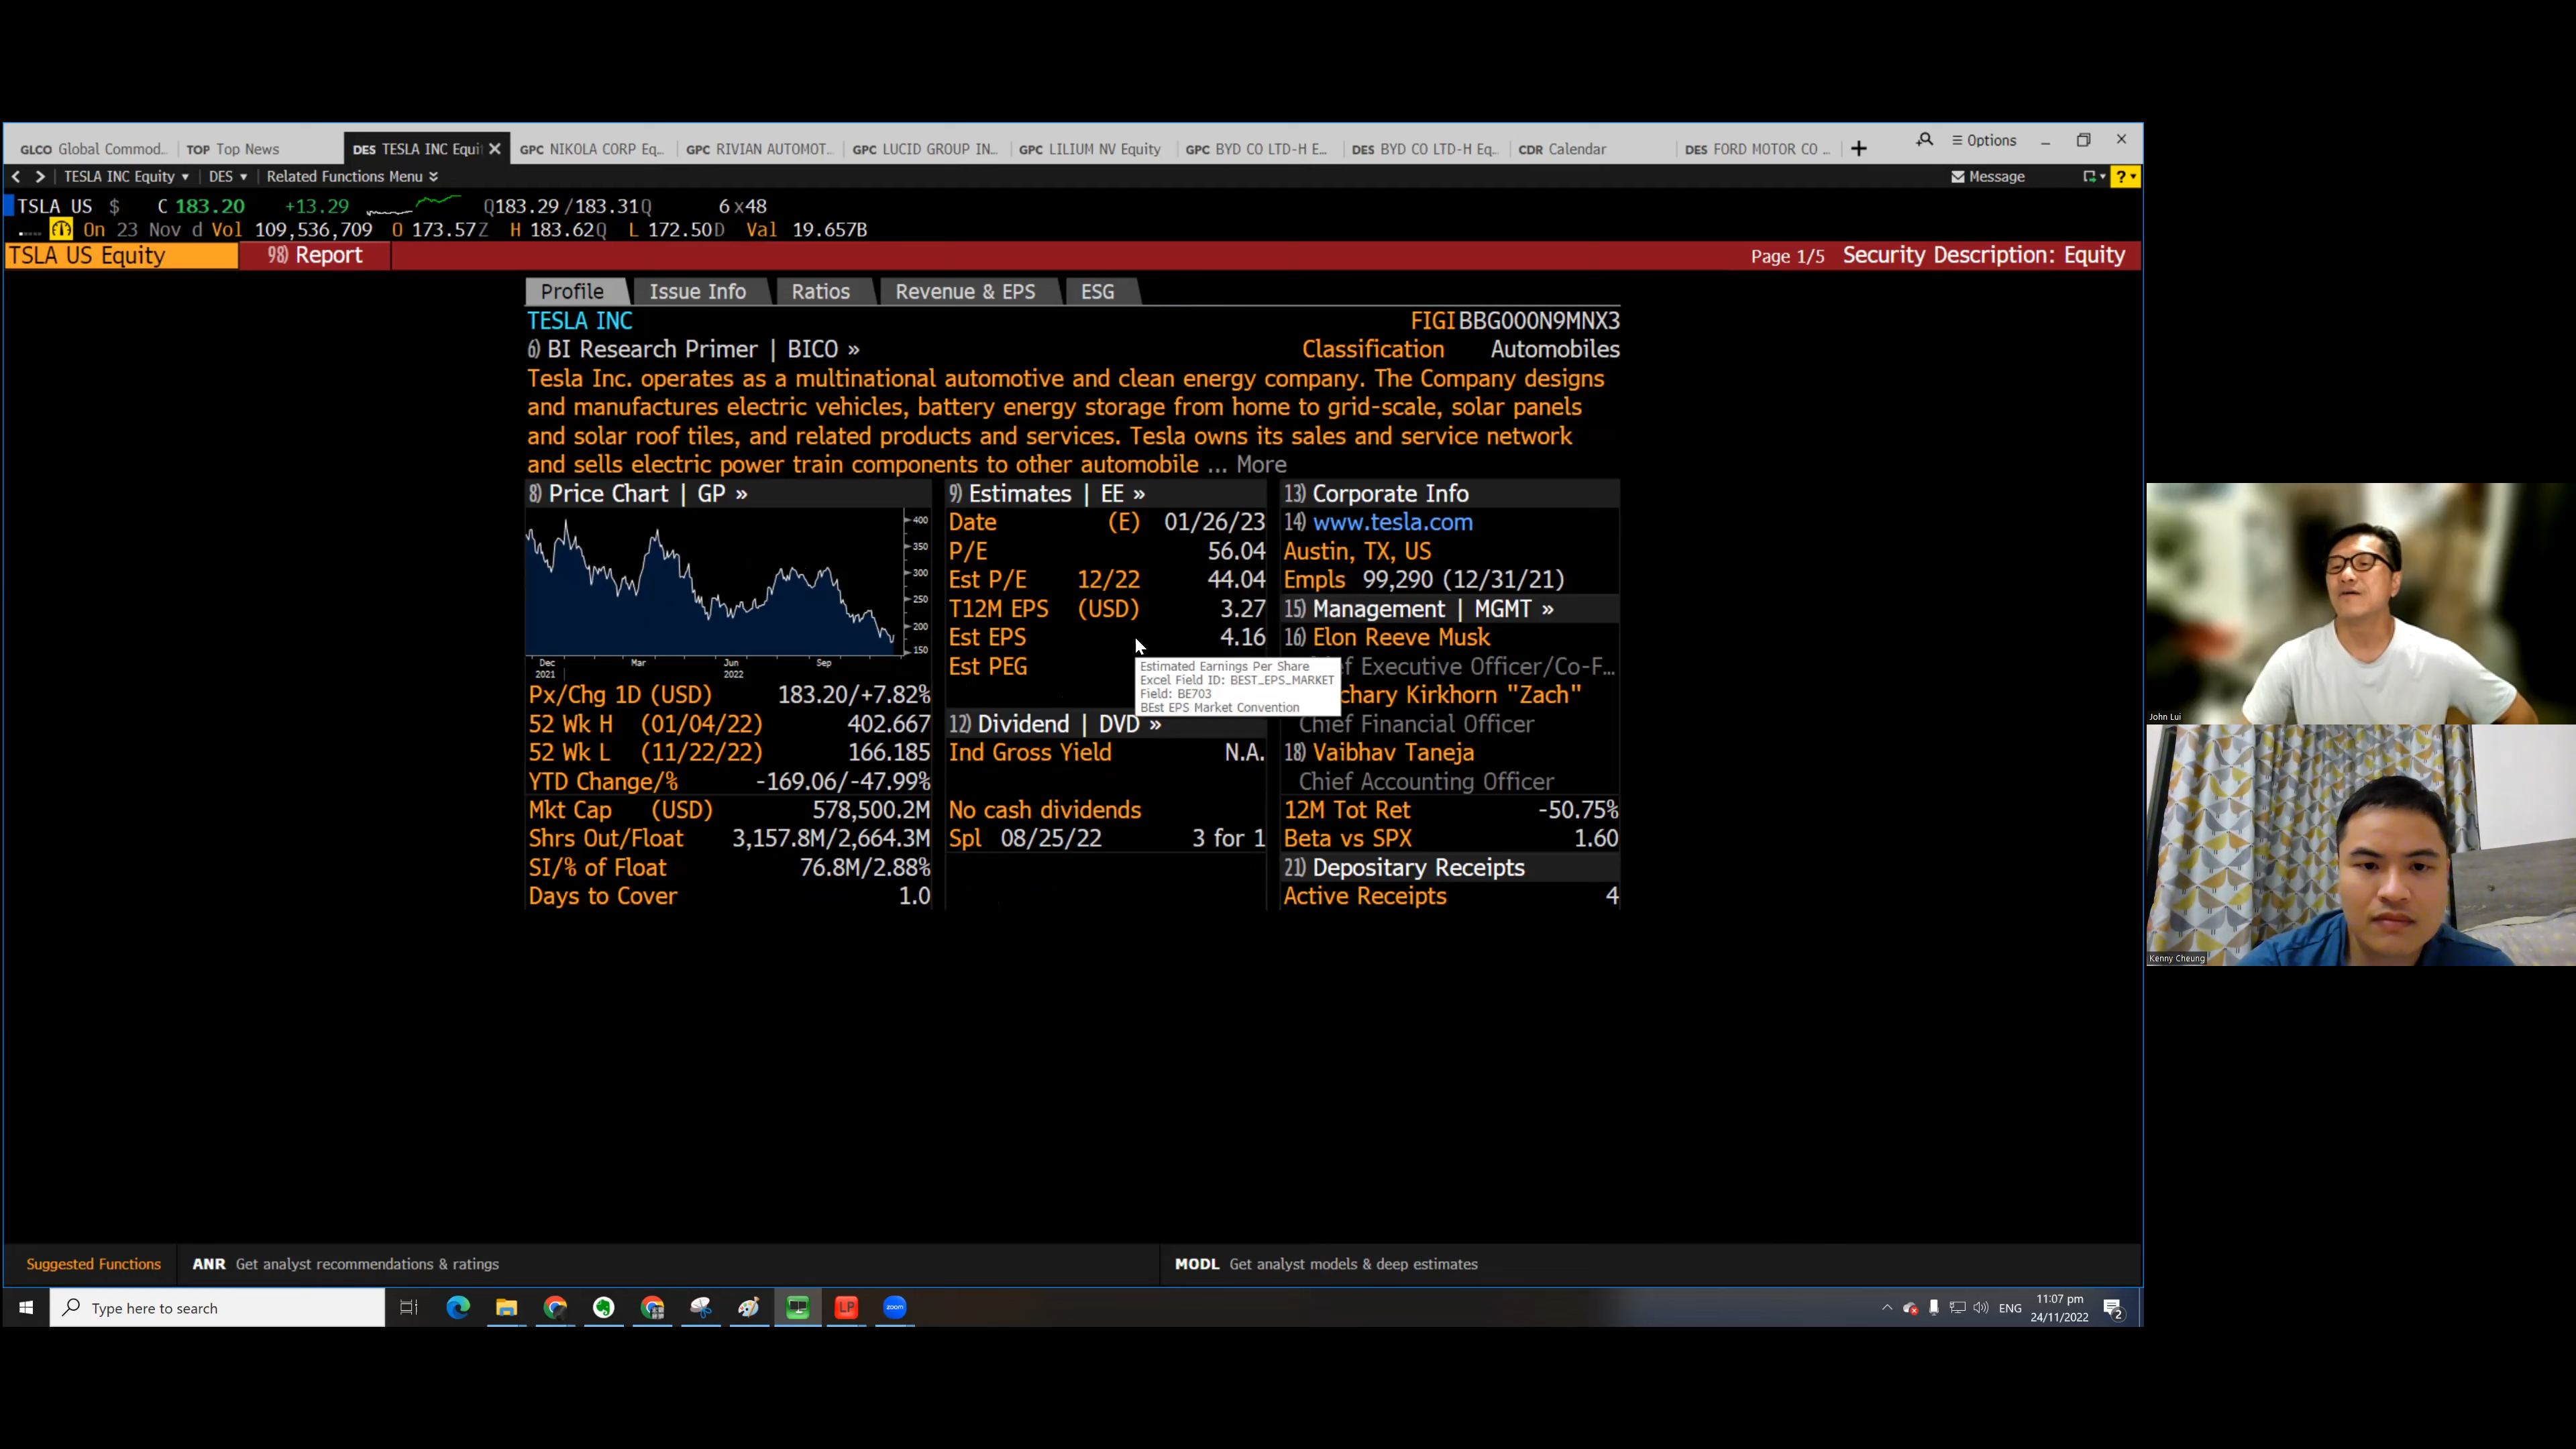 GLCO Global Commod.. TOP Top News DES TESLA INC Equi GPC NIKOLA CORP Eq.. GPC RIVIAN AUTOMOT.. GPC LUCID GROUP IN.. GPC LILIUM NV Equity GPC BYD CO LTD-H E... DES BYD CO LTD-H Eq.. CDR Calendar DES FORD MOTOR CO ... Options
TESLA INC Equity DES Related Functions Menu Message ?
TSLA US $ C 183.20 +13.29 Q183.29 /183.31Q 6 x48
On 23 Nov d Vol 109,536,709 O 173.57Z H 183.62Q L 172.50D Val 19.657B
TSLA US Equity 98) Report Page 1/5 Security Description: Equity
Profile Issue Info Ratios Revenue & EPS ESG
TESLA INC FIGI BBG000N9MNX3
6) BI Research Primer | BICO » Classification Automobiles
Tesla Inc. operates as a multinational automotive and clean energy company. The Company designs
and manufactures electric vehicles, battery energy storage from home to grid-scale, solar panels
and solar roof tiles, and related products and services. Tesla owns its sales and service network
and sells electric power train components to other automobile ... More
8) Price Chart | GP »
400
350
300
250
200
150
Dec Mar Jun Sep
2021 2022
Px/Chg 1D (USD) 183.20/+7.82%
52 Wk H (01/04/22) 402.667
52 Wk L (11/22/22) 166.185
YTD Change/% -169.06/-47.99%
Mkt Cap (USD) 578,500.2M
Shrs Out/Float 3,157.8M/2,664.3M
SI/% of Float 76.8M/2.88%
Days to Cover 1.0
9) Estimates | EE »
Date (E) 01/26/23
P/E 56.04
Est P/E 12/22 44.04
T12M EPS (USD) 3.27
Est EPS 4.16
Est PEG
Estimated Earnings Per Share
Excel Field ID: BEST_EPS_MARKET
Field: BE703
BEst EPS Market Convention
12) Dividend | DVD »
Ind Gross Yield N.A.
No cash dividends
Spl 08/25/22 3 for 1
13) Corporate Info
14) www.tesla.com
Austin, TX, US
Empls 99,290 (12/31/21)
15) Management | MGMT »
16) Elon Reeve Musk
f Executive Officer/Co-F...
chary Kirkhorn "Zach"
Chief Financial Officer
18) Vaibhav Taneja
Chief Accounting Officer
12M Tot Ret -50.75%
Beta vs SPX 1.60
21) Depositary Receipts
Active Receipts 4
John Lui
Kenny Cheung
Suggested Functions ANR Get analyst recommendations & ratings MODL Get analyst models & deep estimates
Type here to search LP zoom ENG 11:07 pm
24/11/2022 2